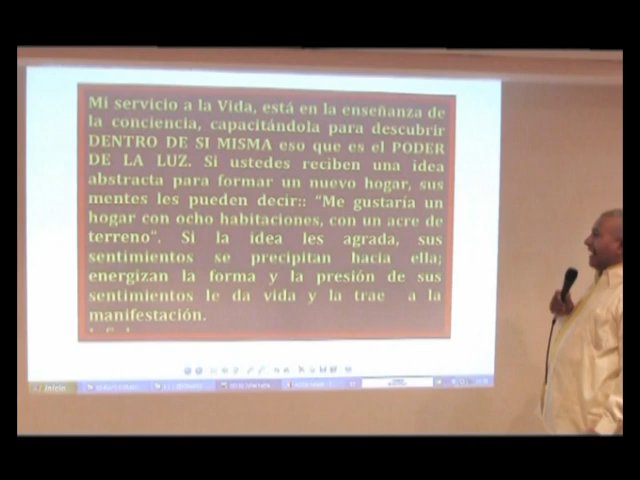 Mi servicio a la Vida, está en la enseñanza de
la conciencia, capacitándola para descubrir
DENTRO DE SI MISMA eso que es el PODER
DE LA LUZ. Si ustedes reciben una idea
abstracta para formar un nuevo hogar, sus
mentes les pueden decir:: “Me gustaría un
hogar con ocho habitaciones, con un acre de
terreno”. Si la idea les agrada, sus
sentimientos se precipitan hacia ella;
energizan la forma y la presión de sus
sentimientos le da vida y la trae a la
manifestación.
Inicio